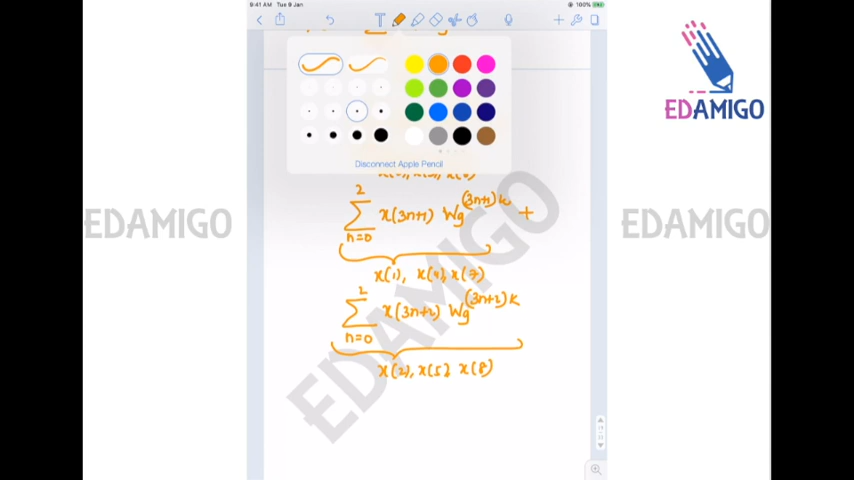 9:41 AM Tue 9 Jan
100%
T
Disconnect Apple Pencil
2
∑ x(3n+1) W9^(3n+1)k +
n=0
x(1), x(4), x(7)
2
∑ x(3n+2) W9^(3n+2)k
n=0
x(2), x(5) x(8)
EDAMIGO
EDAMIGO
EDAMIGO
EDAMIGO